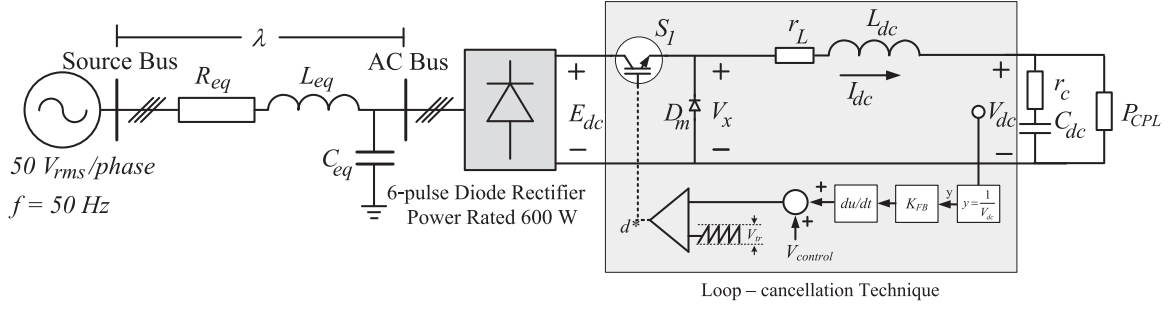 λ
Source Bus
AC Bus
R_eq
L_eq
C_eq
50 V_rms/phase
f = 50 Hz
6-pulse Diode Rectifier
Power Rated 600 W
+
E_dc
−
S_1
D_m
+
V_x
−
r_L
L_dc
I_dc
+
V_dc
−
r_c
C_dc
P_CPL
d*
V_tr
+
+
V_control
du/dt
K_FB
y
y = 1/V_dc
Loop – cancellation Technique